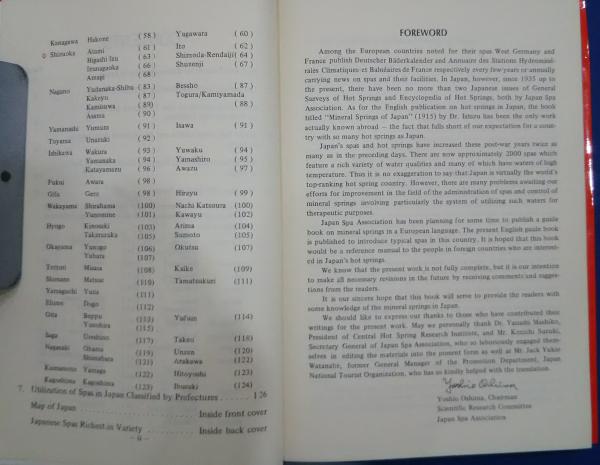 Kanagawa Hakone ( 58 ) Yugawara ( 60 )
Shizuoka Atami ( 61 ) Ito ( 62 )
Higashi Izu ( 63 ) Shimoda-Rendaiji ( 64 )
( 66 ) Shuzenji ( 67 )
Amagi ( 68 )
Nagano Yudanaka-Shibu ( 83 ) Bessho ( 87 )
Kakeyu ( 87 ) Togura/Kamiyamada
( 89 ) ( 88 )
Asama ( 90 )
Yamanashi Yumura ( 91 ) Isawa ( 91 )
Toyama Unazuki ( 92 )
Ishikawa Wakura ( 93 ) Yuwaku ( 94 )
Yamanaka ( 94 ) Yamashiro ( 95 )
Katayamazu ( 96 ) Awazu ( 97 )
Fukui Awara ( 98 )
Gifu Gero ( 98 ) Hirayu ( 99 )
Wakayama Shirahama (100) Nachi Katsuura (100)
Yunomine (101) Kawayu (102)
Hyogo Kinosaki (103) Arima (104)
Takarazuka (105) Sumoto (105)
Okayama Yunogo (106) Okutsu (107)
Yubara (107)
Tottori Misasa (108) Kaike (109)
Shimane Matsue (110) Tamatsukuri (111)
Yamaguchi Yuda (111)
Ehime Dogo (112)
Oita Beppu (113) Yufuin (114)
(115)
Saga Ureshino (117) Takeo (118)
Nagasaki Obama (119) Unzen (120)
Shimabara (121) Arakawa (122)
Kumamoto Yamaga (122) Hitoyoshi (123)
Kagoshima Kagoshima (123) Ibusuki (124)
7. Utilization of Spas in Japan Classified by Prefectures . 126
Map of Japan Inside front cover
Japanese Spas Richest in Variety Inside back cover
FOREWORD
Among the European countries noted for their spas West Germany and
France publish Deutscher Bäderkalender and Annuaire des Stations Hydrominé-
rales Climatiques et Balnéaires de France respectively every few years or annually
carrying news on spas and their facilities. In Japan, however, since 1935 up to
the present, there have been no more than two Japanese issues of General
Surveys of Hot Springs and Encyclopedia of Hot Springs, both by Japan Spa
Association. As for the English publication on hot springs in Japan, the book
titled "Mineral Springs of Japan" (1915) by Dr. Ishizu has been the only work
actually known abroad — the fact that falls short of our expectation for a coun-
try with so many hot springs as Japan.
Japan's spa and hot springs have increased these post-war years twice as
many as in the preceding days. There are now approximately 2000 spas which
feature a rich variety of water qualities and many of which have waters of high
temperature. Thus it is no exaggeration to say that Japan is virtually the world's
top-ranking hot spring country. However, there are many problems awaiting our
efforts for improvement in the field of the administration of spas and control of
mineral springs involving particularly the system of utilizing such waters for
therapeutic purposes.
Japan Spa Association has been planning for some time to publish a guide
book on mineral springs in a European language. The present English guide book
is published to introduce typical spas in this country. It is hoped that this book
would be a reference manual to the people in foreign countries who are interest-
ed in Japan's hot springs.
We know that the present work is not fully complete, but it is our intention
to make all necessary revisions in the future by receiving comments and sugges-
tions from the readers.
It is our sincere hope that this book will serve to provide the readers with
some knowledge of the mineral springs in Japan.
We should like to express our thanks to those who have contributed their
writings for the present work. May we personally thank Dr. Yasushi Mashiko,
President of Central Hot Spring Research Institute, and Mr. Kenichi Suzuki,
Secretary General of Japan Spa Association, who so laboriously engaged them-
selves in editing the materials into the present form as well as Mr. Jack Yukio
Watanabe, former General Manager of the Promotion Department, Japan
National Tourist Organization, who has so kindly helped with the translation.
Yoshio Oshima
Yoshio Oshima, Chairman
Scientific Research Committee
Japan Spa Association